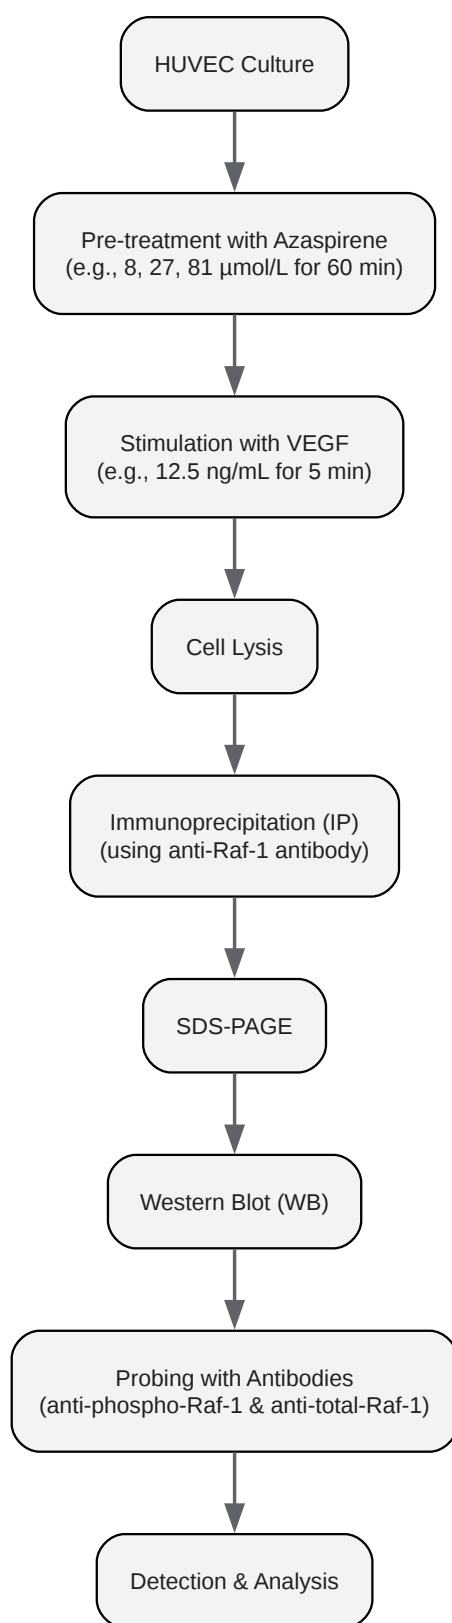 HUVEC Culture
Pre-treatment with Azaspirene
(e.g., 8, 27, 81 µmol/L for 60 min)
Stimulation with VEGF
(e.g., 12.5 ng/mL for 5 min)
Cell Lysis
Immunoprecipitation (IP)
(using anti-Raf-1 antibody)
SDS-PAGE
Western Blot (WB)
Probing with Antibodies
(anti-phospho-Raf-1 & anti-total-Raf-1)
Detection & Analysis